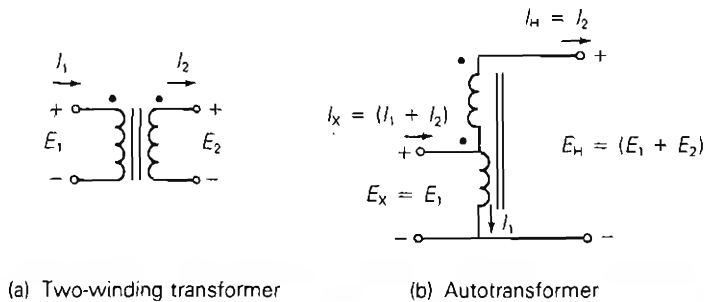 I₁
I₂
+
+
E₁
E₂
−
−
(a) Two-winding transformer
I_H = I₂
+
I_X = (I₁ + I₂)
+
E_H = (E₁ + E₂)
E_X = E₁
I₁
−
−
(b) Autotransformer